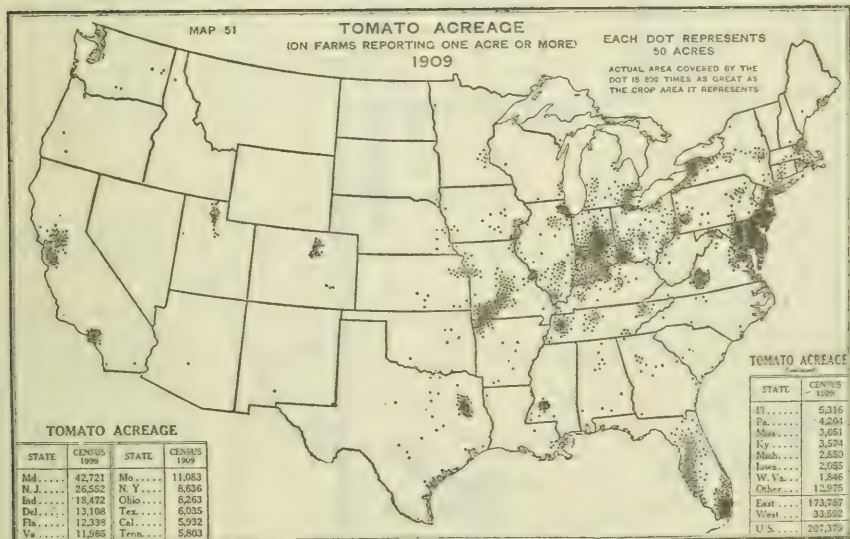 MAP 51
TOMATO ACREAGE
(ON FARMS REPORTING ONE ACRE OR MORE)
1909
EACH DOT REPRESENTS
50 ACRES
ACTUAL AREA COVERED BY THE
DOT IS 800 TIMES AS GREAT AS
THE CROP AREA IT REPRESENTS
TOMATO ACREAGE
STATE CENSUS 1909 STATE CENSUS 1909
Md..... 42,721 Mo..... 11,083
N. J..... 26,552 N. Y.... 8,636
Ind..... 18,472 Ohio.... 8,263
Del..... 13,108 Tex..... 6,035
Fla..... 12,338 Cal..... 5,932
Va..... 11,965 Tenn.... 5,803
TOMATO ACREAGE
STATE CENSUS 1909
5,316
Pa...... 4,204
Miss.... 3,651
Ky..... 3,574
Mich....
Iowa.... 2,055
W. Va... 1,846
Other... 12,975
East.... 173,787
West... 33,592
U. S..... 207,379